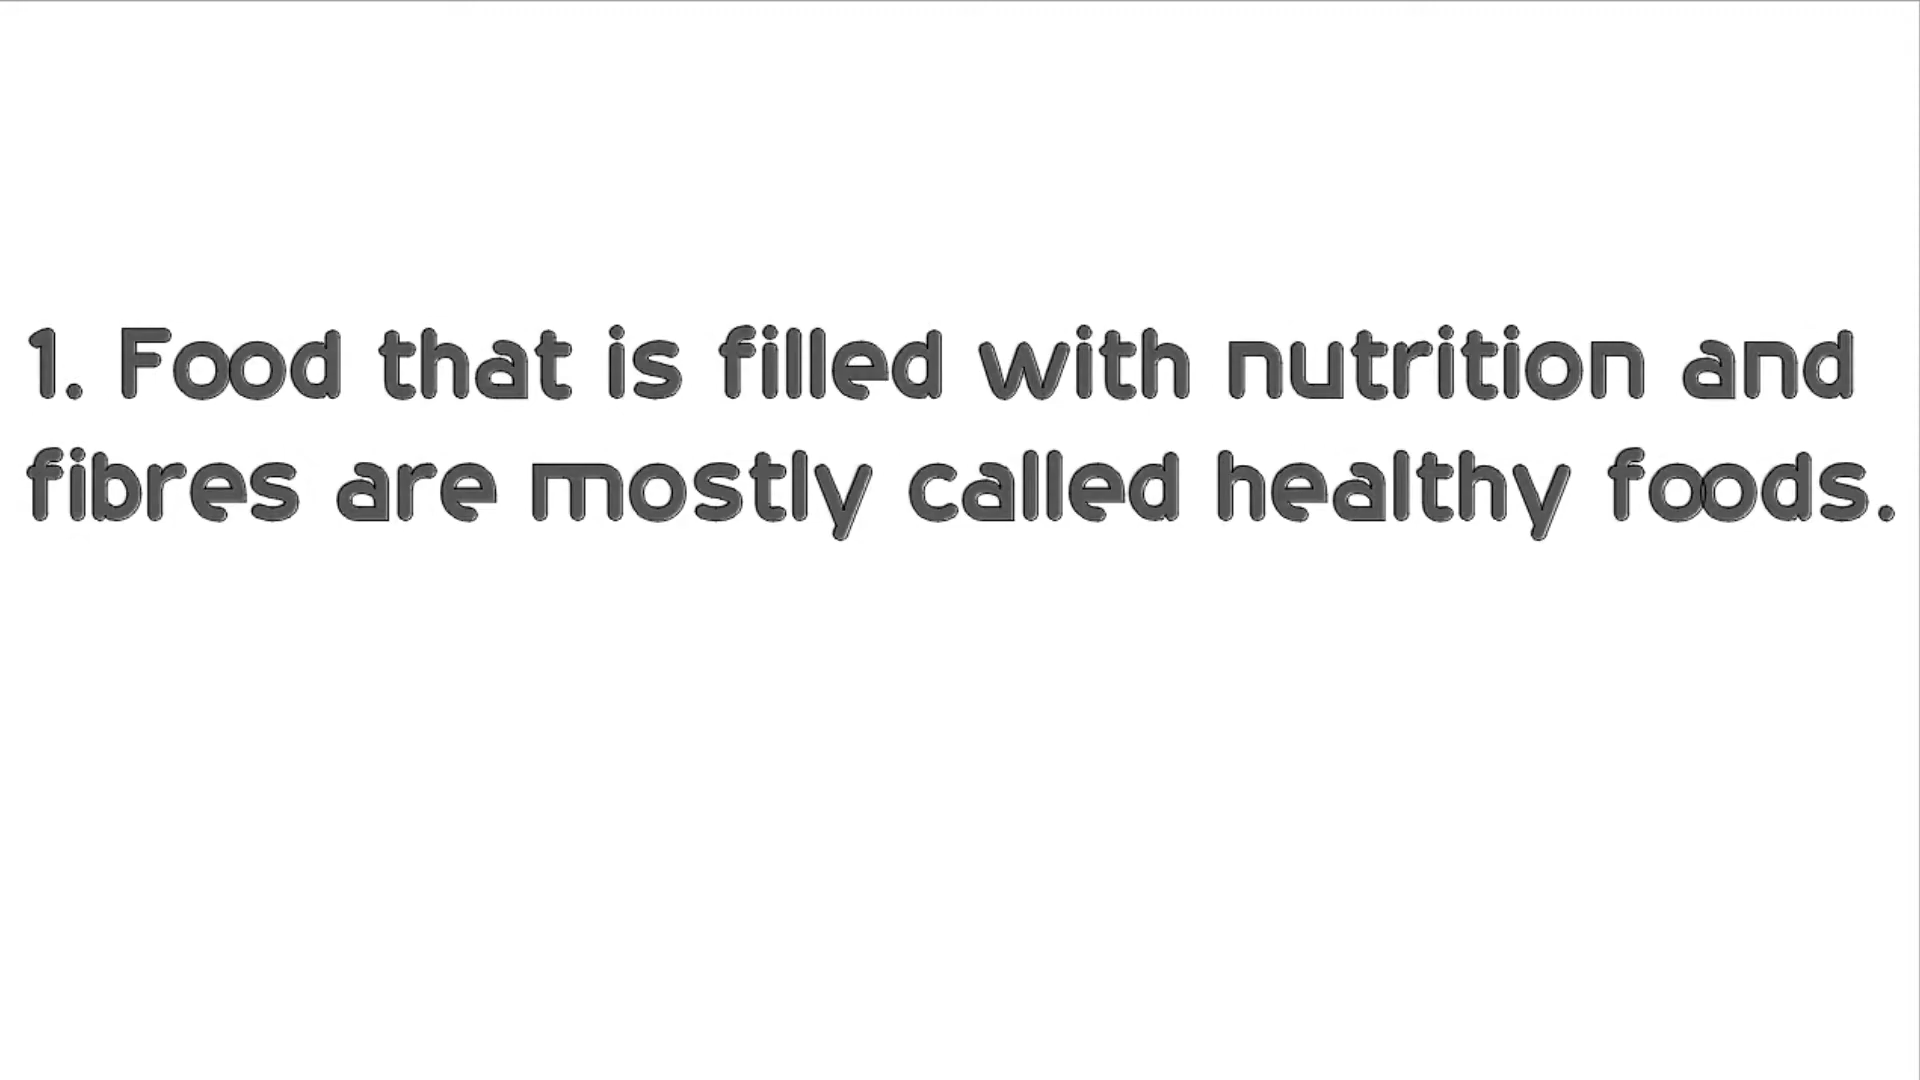 1. Food that is filled with nutrition and
fibres are mostly called healthy foods.